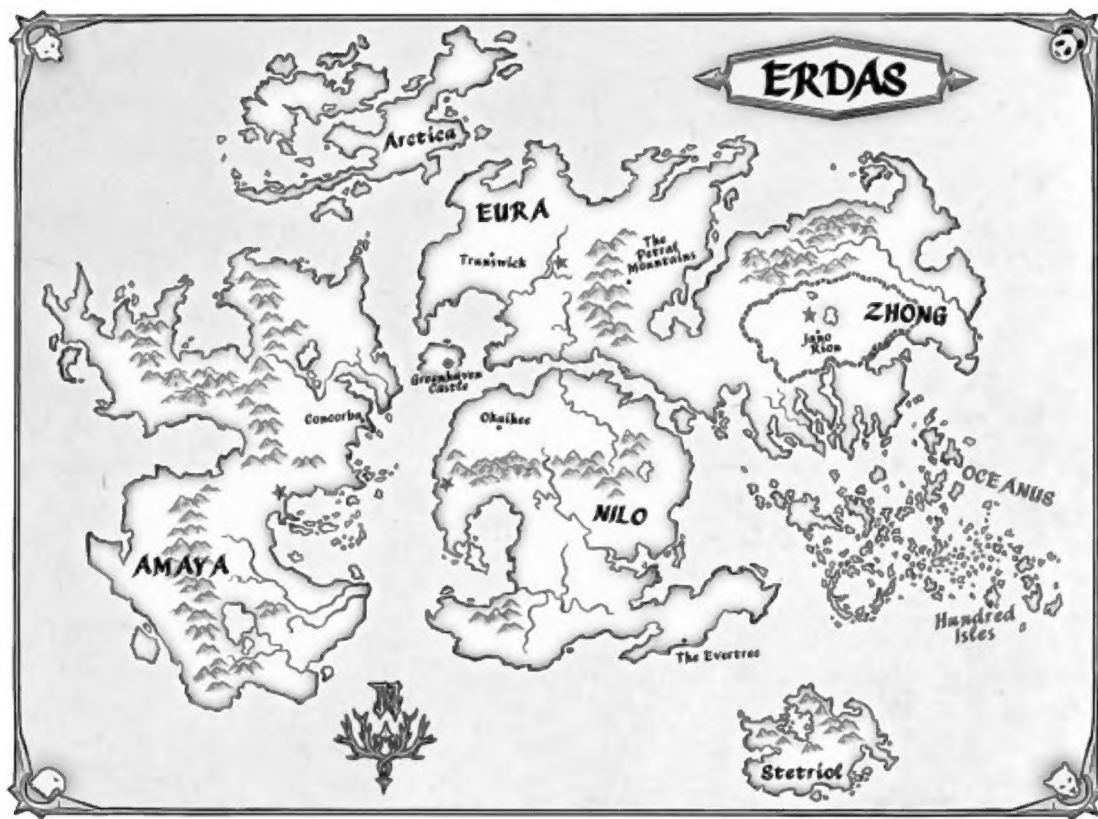 ERDAS
Arctica
EURA
Trunswick
The
Petral
Mountains
ZHONG
Jano
Rion
Greenhaven
Castle
Concorba
Okaihee
OCEANUS
NILO
AMAYA
Hundred
Isles
The Evertree
Stetriol
N